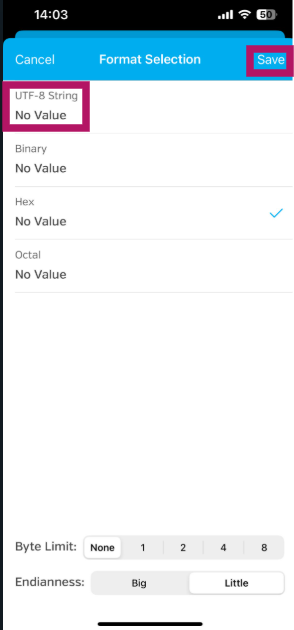 14:03 50
Cancel Format Selection Save
UTF-8 String
No Value
Binary
No Value
Hex
No Value
Octal
No Value
Byte Limit: None 1 2 4 8
Endianness: Big Little